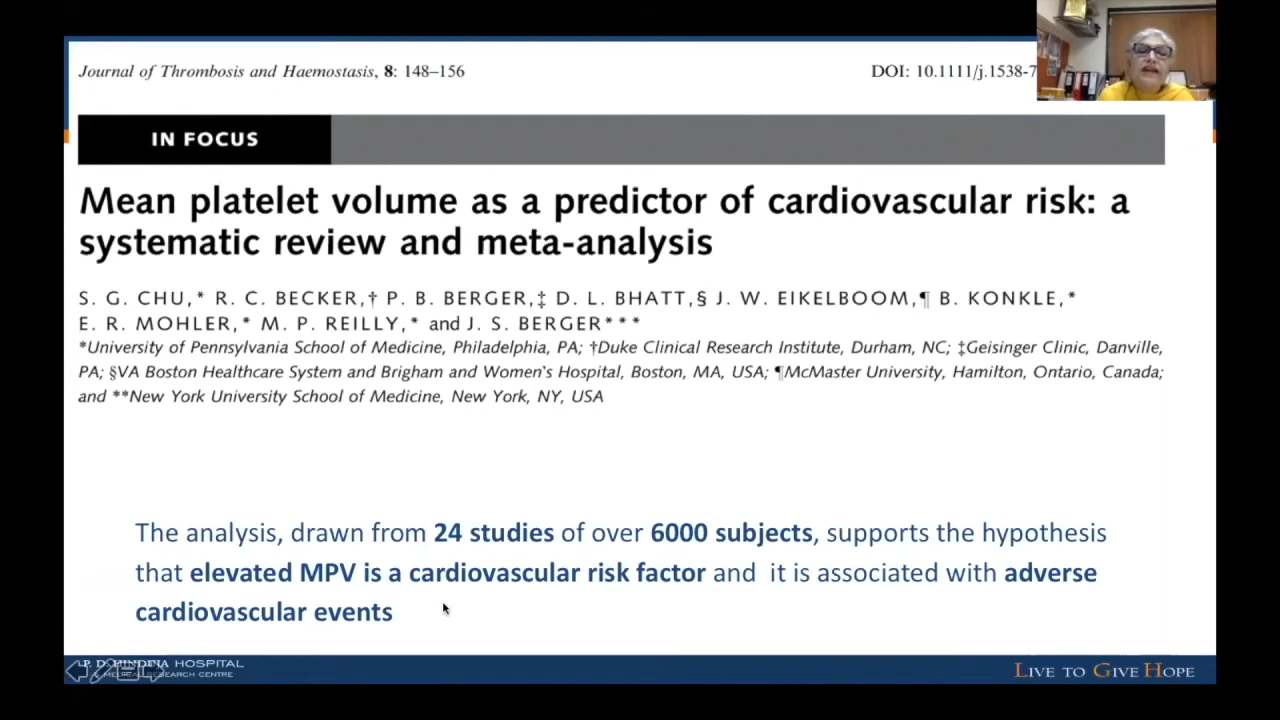 Journal of Thrombosis and Haemostasis, 8: 148–156
DOI: 10.1111/j.1538-7
IN FOCUS
Mean platelet volume as a predictor of cardiovascular risk: a
systematic review and meta-analysis
S. G. CHU,* R. C. BECKER,† P. B. BERGER,‡ D. L. BHATT,§ J. W. EIKELBOOM,¶ B. KONKLE,*
E. R. MOHLER,* M. P. REILLY,* and J. S. BERGER***
*University of Pennsylvania School of Medicine, Philadelphia, PA; †Duke Clinical Research Institute, Durham, NC; ‡Geisinger Clinic, Danville,
PA; §VA Boston Healthcare System and Brigham and Women's Hospital, Boston, MA, USA; ¶McMaster University, Hamilton, Ontario, Canada;
and **New York University School of Medicine, New York, NY, USA
The analysis, drawn from 24 studies of over 6000 subjects, supports the hypothesis
that elevated MPV is a cardiovascular risk factor and it is associated with adverse
cardiovascular events
P. D. HINDUJA HOSPITAL
& MEDICAL RESEARCH CENTRE
LIVE TO GIVE HOPE